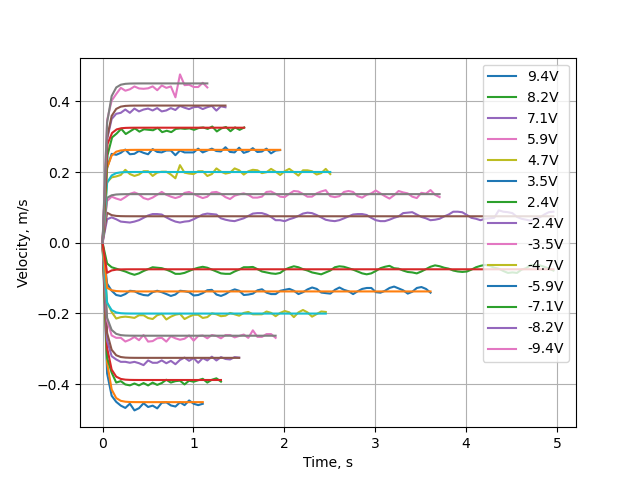 9.4V
8.2V
7.1V
5.9V
4.7V
3.5V
2.4V
-2.4V
-3.5V
-4.7V
-5.9V
-7.1V
-8.2V
-9.4V
0.4
0.2
0.0
−0.2
−0.4
Velocity, m/s
0 1 2 3 4 5
Time, s